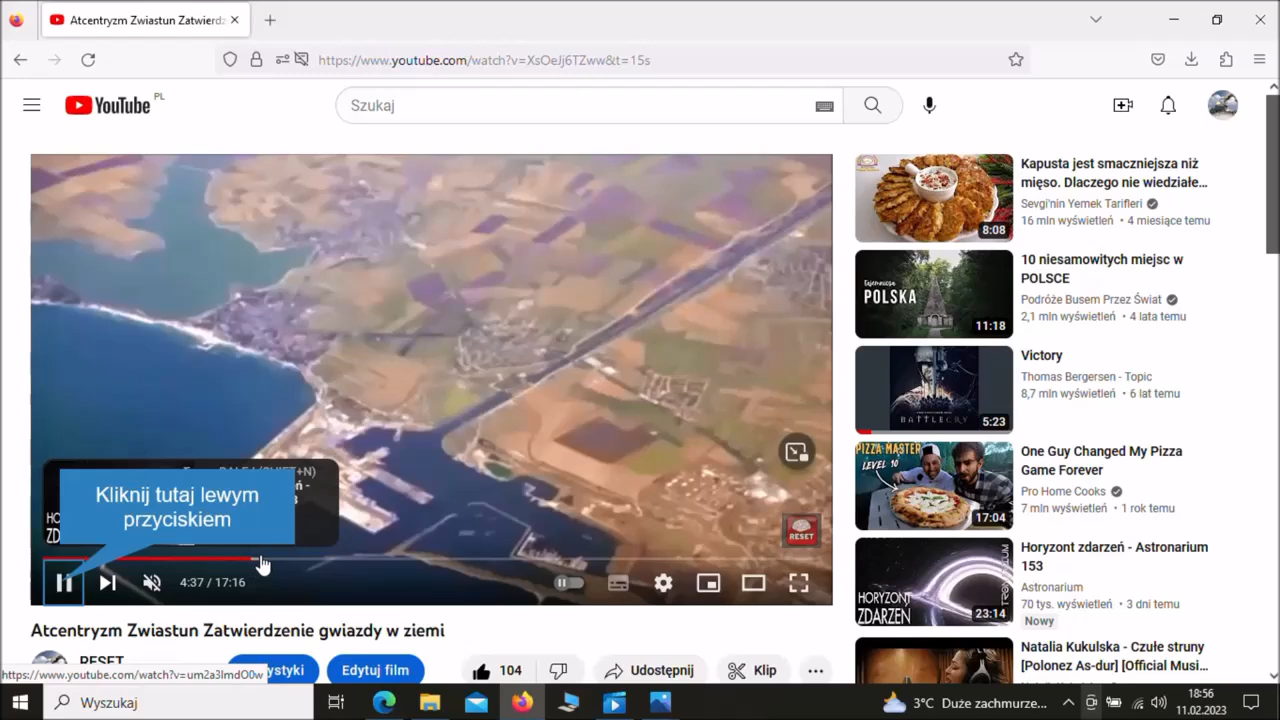 Atcentryzm Zwiastun Zatwierdz
https://www.youtube.com/watch?v=XsOeJj6TZww&t=15s
YouTube PL
Szukaj
Kliknij tutaj lewym
przyciskiem
(SHIFT+N)
RESET
4:37 / 17:16
Atcentryzm Zwiastun Zatwierdzenie gwiazdy w ziemi
RESET
Edytuj film
104
Udostępnij
Klip
https://www.youtube.com/watch?v=um2a3lmdO0w
Kapusta jest smaczniejsza niż
mięso. Dlaczego nie wiedziałe...
Sevgi'nin Yemek Tarifleri
16 mln wyświetleń • 4 miesiące temu
8:08
10 niesamowitych miejsc w
POLSCE
Podróże Busem Przez Świat
2,1 mln wyświetleń • 4 lata temu
Tajemnicza
POLSKA
11:18
Victory
Thomas Bergersen - Topic
8,7 mln wyświetleń • 6 lat temu
BATTLECRY
5:23
One Guy Changed My Pizza
Game Forever
Pro Home Cooks
7 mln wyświetleń • 1 rok temu
PIZZA MASTER
LEVEL 10
17:04
Horyzont zdarzeń - Astronarium
153
Astronarium
70 tys. wyświetleń • 3 dni temu
Nowy
HORYZONT
ZDARZEŃ
23:14
Natalia Kukulska - Czułe struny
[Polonez As-dur] [Official Musi...
Wyszukaj
3°C Duże zachmurze...
18:56
11.02.2023